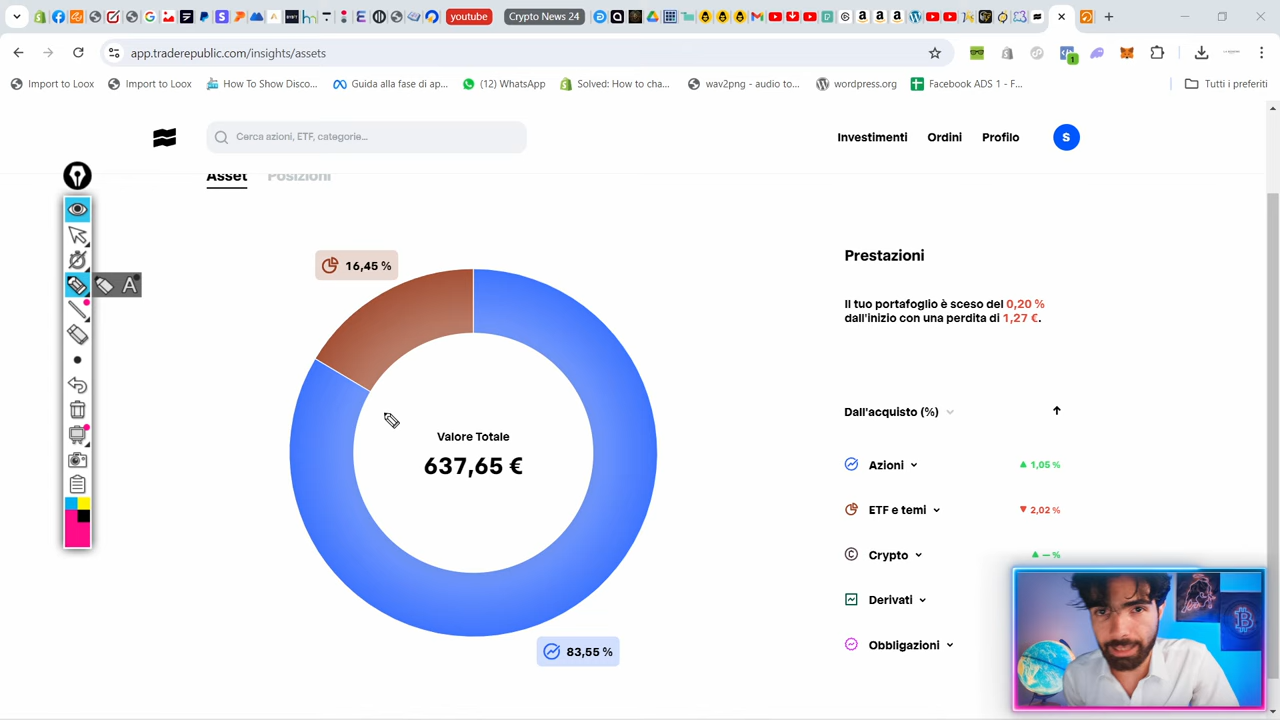 youtube
Crypto News 24
app.traderepublic.com/insights/assets
1
Import to Loox
Import to Loox
How To Show Disco...
Guida alla fase di ap...
(12) WhatsApp
Solved: How to cha...
wav2png - audio to...
wordpress.org
Facebook ADS 1 - F...
Tutti i preferiti
Cerca azioni, ETF, categorie...
Investimenti
Ordini
Profilo
S
Asset
Posizioni
A
16,45 %
Valore Totale
637,65 €
83,55 %
Prestazioni
Il tuo portafoglio è sceso del 0,20 %
dall'inizio con una perdita di 1,27 €.
Dall'acquisto (%)
Azioni
1,05 %
ETF e temi
2,02 %
Crypto
— %
Derivati
Obbligazioni